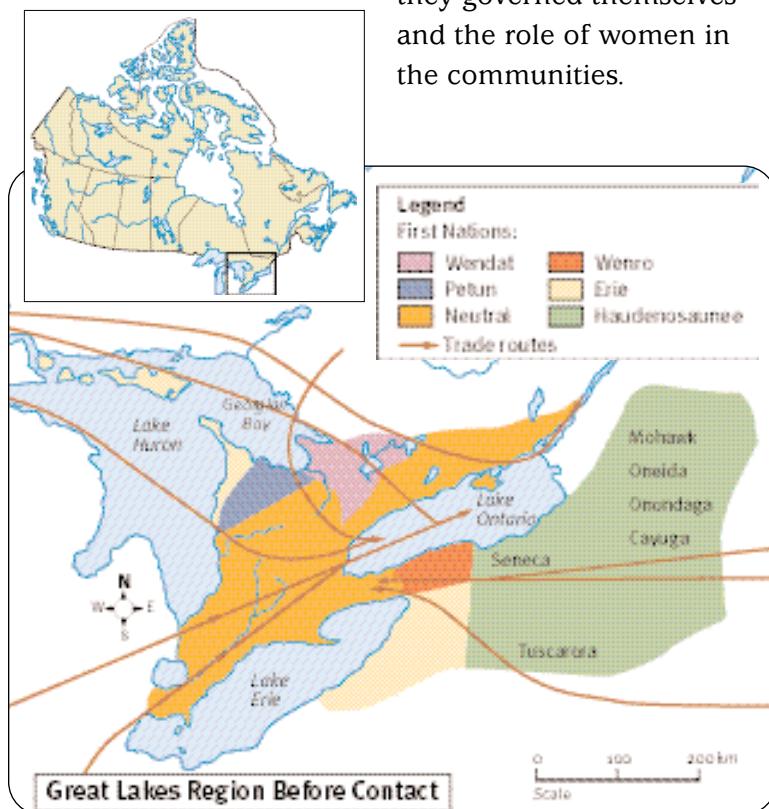 they governed themselves
and the role of women in
the communities.
Legend
First Nations:
Wendat
Wenro
Petun
Erie
Neutral
Haudenosaunee
Trade routes
Georgian
Bay
Lake
Huron
Lake
Ontario
Mohawk
Oneida
Onondaga
Cayuga
Seneca
N
W
E
S
Tuscarora
Lake
Erie
0 100 200 km
Scale
Great Lakes Region Before Contact